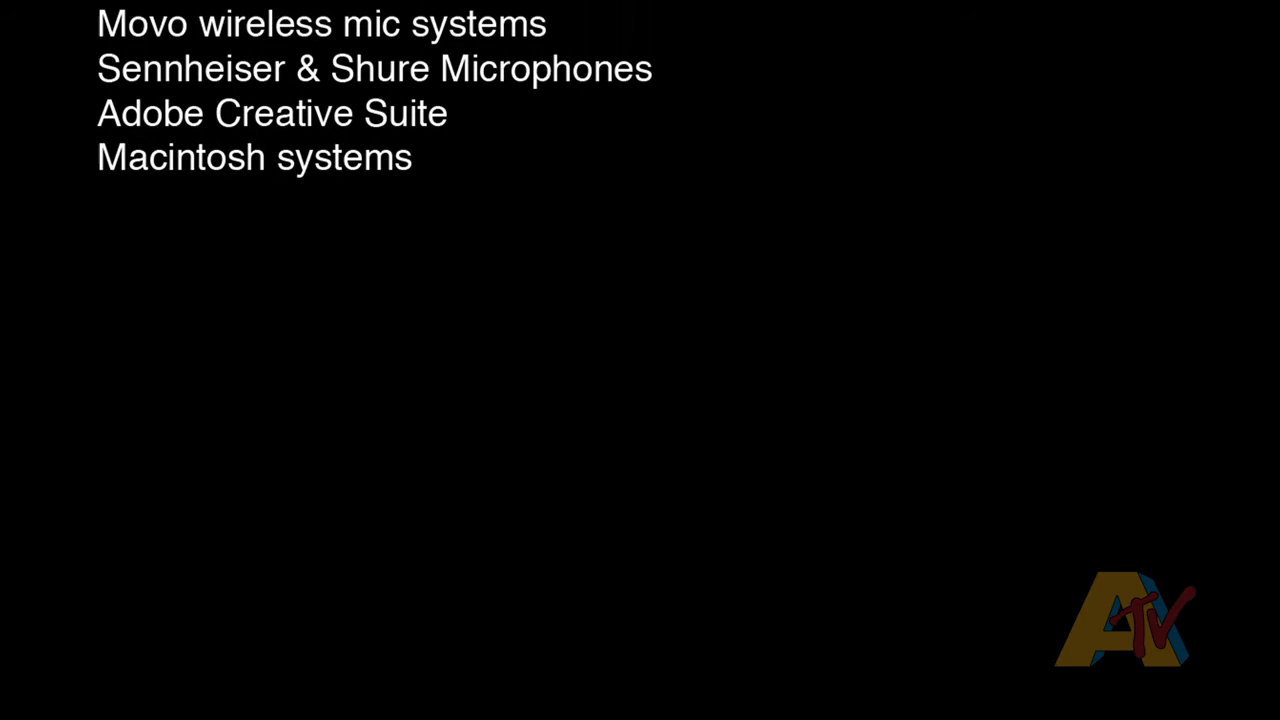 Movo wireless mic systems
Sennheiser & Shure Microphones
Adobe Creative Suite
Macintosh systems
ATV